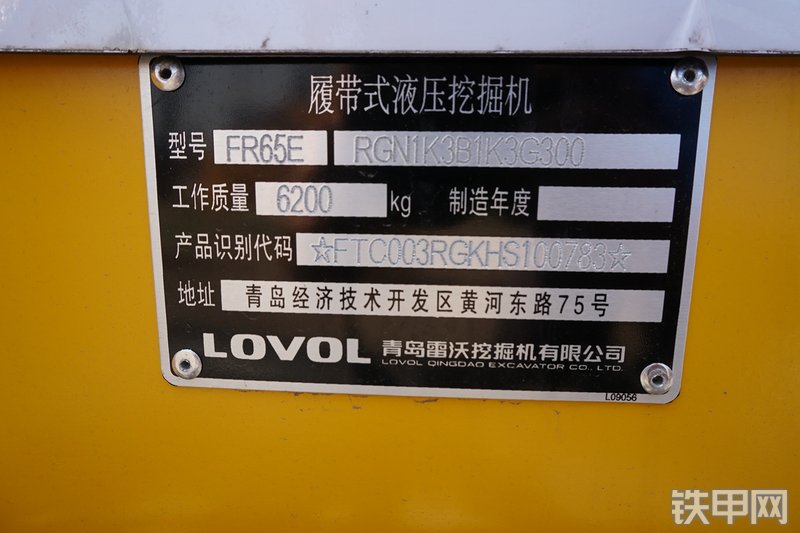 履带式液压挖掘机
型号 FR65E RGN1K3B1K3G300
工作质量 6200 kg 制造年度
产品识别代码 ☆FTC003RGKHS100783☆
地址 青岛经济技术开发区黄河东路75号
LOVOL 青岛雷沃挖掘机有限公司
LOVOL QINGDAO EXCAVATOR CO., LTD.
L09056
铁甲网